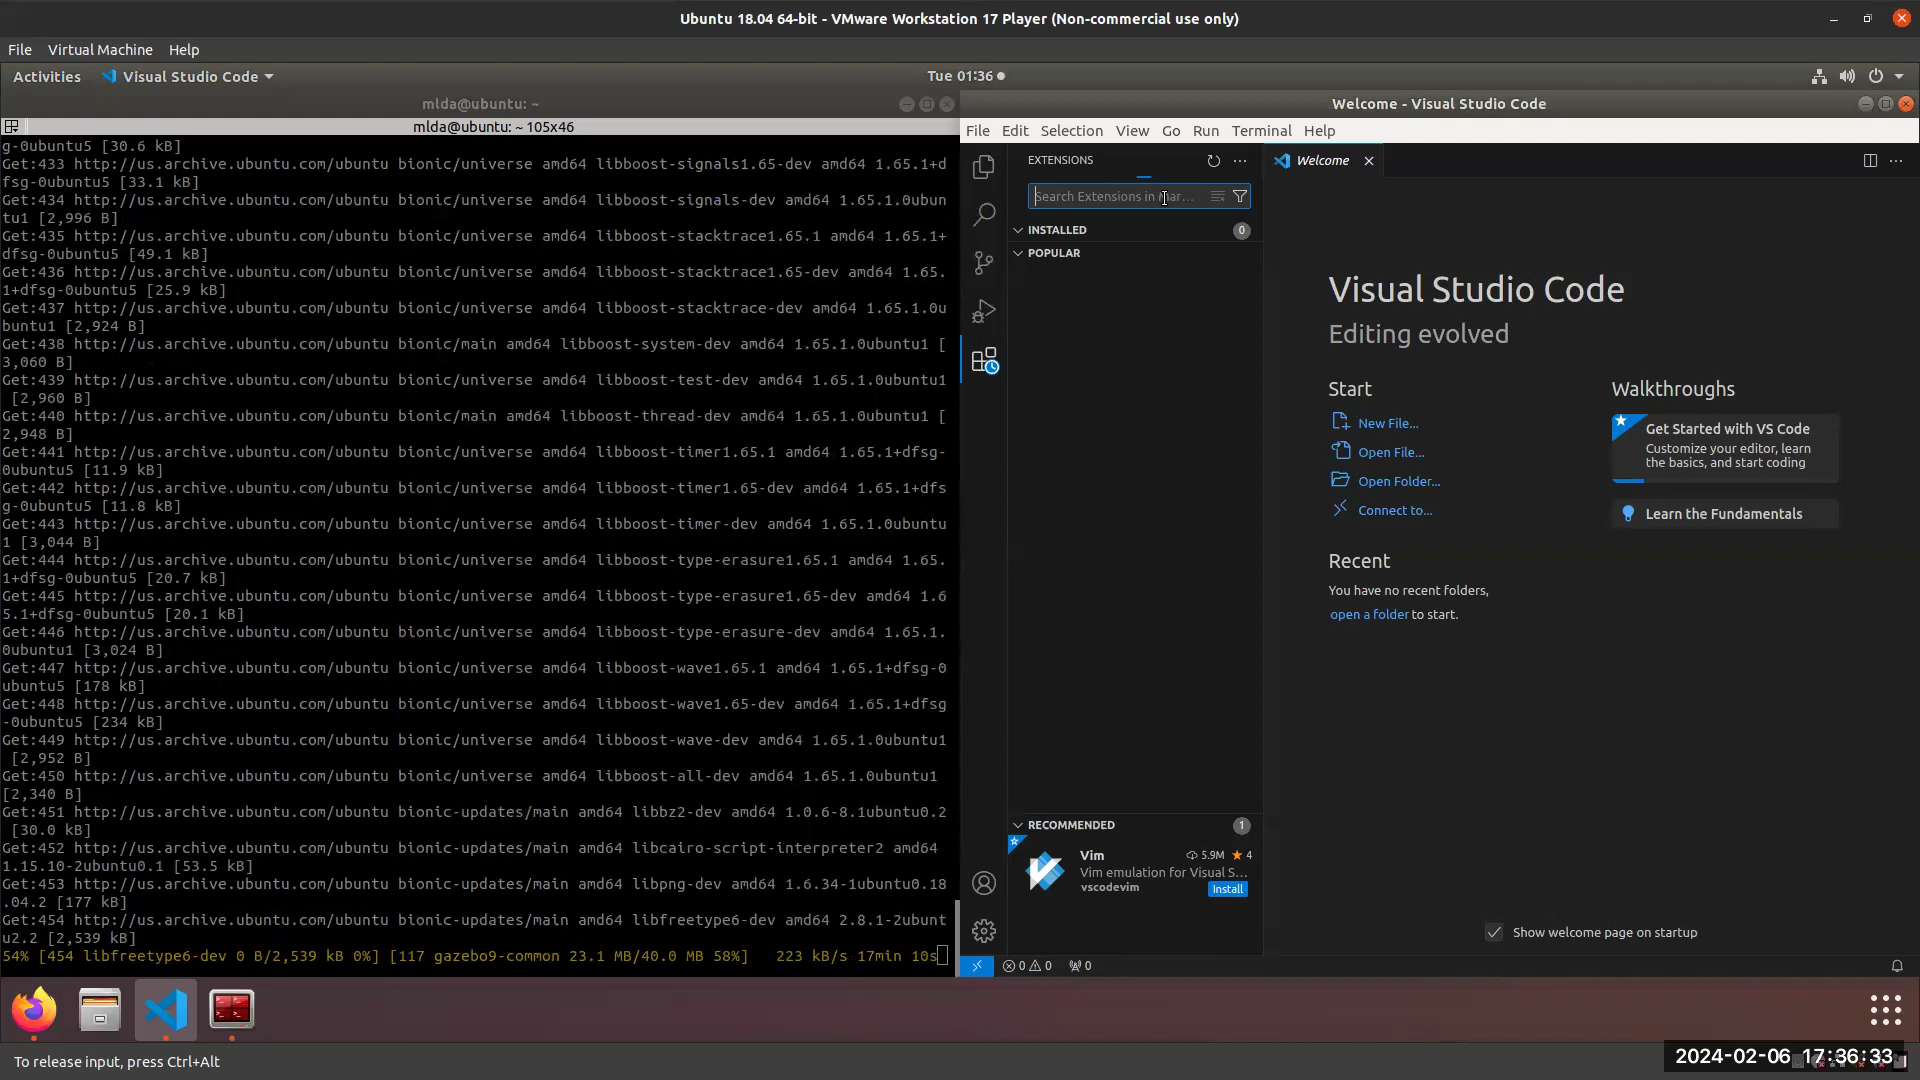 Ubuntu 18.04 64-bit - VMware Workstation 17 Player (Non-commercial use only)
File Virtual Machine Help
Activities Visual Studio Code Tue 01:36
mlda@ubuntu: ~
mlda@ubuntu: ~ 105x46
g-0ubuntu5 [30.6 kB]
Get:433 http://us.archive.ubuntu.com/ubuntu bionic/universe amd64 libboost-signals1.65-dev amd64 1.65.1+d
fsg-0ubuntu5 [33.1 kB]
Get:434 http://us.archive.ubuntu.com/ubuntu bionic/universe amd64 libboost-signals-dev amd64 1.65.1.0ubun
tu1 [2,996 B]
Get:435 http://us.archive.ubuntu.com/ubuntu bionic/universe amd64 libboost-stacktrace1.65.1 amd64 1.65.1+
dfsg-0ubuntu5 [49.1 kB]
Get:436 http://us.archive.ubuntu.com/ubuntu bionic/universe amd64 libboost-stacktrace1.65-dev amd64 1.65.
1+dfsg-0ubuntu5 [25.9 kB]
Get:437 http://us.archive.ubuntu.com/ubuntu bionic/universe amd64 libboost-stacktrace-dev amd64 1.65.1.0u
buntu1 [2,924 B]
Get:438 http://us.archive.ubuntu.com/ubuntu bionic/main amd64 libboost-system-dev amd64 1.65.1.0ubuntu1 [
3,060 B]
Get:439 http://us.archive.ubuntu.com/ubuntu bionic/universe amd64 libboost-test-dev amd64 1.65.1.0ubuntu1
[2,960 B]
Get:440 http://us.archive.ubuntu.com/ubuntu bionic/main amd64 libboost-thread-dev amd64 1.65.1.0ubuntu1 [
2,948 B]
Get:441 http://us.archive.ubuntu.com/ubuntu bionic/universe amd64 libboost-timer1.65.1 amd64 1.65.1+dfsg-
0ubuntu5 [11.9 kB]
Get:442 http://us.archive.ubuntu.com/ubuntu bionic/universe amd64 libboost-timer1.65-dev amd64 1.65.1+dfs
g-0ubuntu5 [11.8 kB]
Get:443 http://us.archive.ubuntu.com/ubuntu bionic/universe amd64 libboost-timer-dev amd64 1.65.1.0ubuntu
1 [3,044 B]
Get:444 http://us.archive.ubuntu.com/ubuntu bionic/universe amd64 libboost-type-erasure1.65.1 amd64 1.65.
1+dfsg-0ubuntu5 [20.7 kB]
Get:445 http://us.archive.ubuntu.com/ubuntu bionic/universe amd64 libboost-type-erasure1.65-dev amd64 1.6
5.1+dfsg-0ubuntu5 [20.1 kB]
Get:446 http://us.archive.ubuntu.com/ubuntu bionic/universe amd64 libboost-type-erasure-dev amd64 1.65.1.
0ubuntu1 [3,024 B]
Get:447 http://us.archive.ubuntu.com/ubuntu bionic/universe amd64 libboost-wave1.65.1 amd64 1.65.1+dfsg-0
ubuntu5 [178 kB]
Get:448 http://us.archive.ubuntu.com/ubuntu bionic/universe amd64 libboost-wave1.65-dev amd64 1.65.1+dfsg
-0ubuntu5 [234 kB]
Get:449 http://us.archive.ubuntu.com/ubuntu bionic/universe amd64 libboost-wave-dev amd64 1.65.1.0ubuntu1
[2,952 B]
Get:450 http://us.archive.ubuntu.com/ubuntu bionic/universe amd64 libboost-all-dev amd64 1.65.1.0ubuntu1
[2,340 B]
Get:451 http://us.archive.ubuntu.com/ubuntu bionic-updates/main amd64 libbz2-dev amd64 1.0.6-8.1ubuntu0.2
[30.0 kB]
Get:452 http://us.archive.ubuntu.com/ubuntu bionic-updates/main amd64 libcairo-script-interpreter2 amd64
1.15.10-2ubuntu0.1 [53.5 kB]
Get:453 http://us.archive.ubuntu.com/ubuntu bionic-updates/main amd64 libpng-dev amd64 1.6.34-1ubuntu0.18
.04.2 [177 kB]
Get:454 http://us.archive.ubuntu.com/ubuntu bionic-updates/main amd64 libfreetype6-dev amd64 2.8.1-2ubunt
u2.2 [2,539 kB]
54% [454 libfreetype6-dev 0 B/2,539 kB 0%] [117 gazebo9-common 23.1 MB/40.0 MB 58%] 223 kB/s 17min 10s
Welcome - Visual Studio Code
File Edit Selection View Go Run Terminal Help
EXTENSIONS
Search Extensions in Mar...
INSTALLED 0
POPULAR
RECOMMENDED 1
Vim 5.9M 4
Vim emulation for Visual S...
vscodevim Install
Welcome
Visual Studio Code
Editing evolved
Start
New File...
Open File...
Open Folder...
Connect to...
Recent
You have no recent folders,
open a folder to start.
Walkthroughs
Get Started with VS Code
Customize your editor, learn
the basics, and start coding
Learn the Fundamentals
Show welcome page on startup
0 0 0
To release input, press Ctrl+Alt
2024-02-06 17:36:33